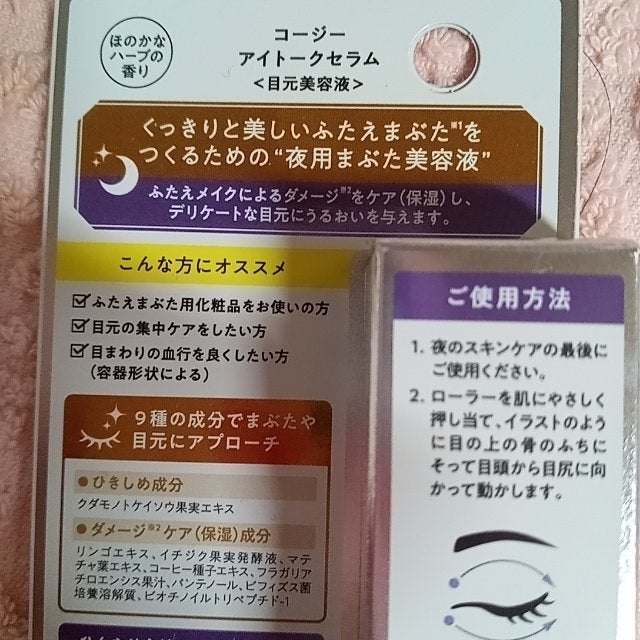 ほのかな
ハーブの
香り
コージー
アイトークセラム
<目元美容液>
ぐっきりと美しいふたえまぶた※1を
つくるための“夜用まぶた美容液”
ふたえメイクによるダメージ※2をケア(保湿)し、
デリケートな目元にうるおいを与えます。
こんな方にオススメ
ふたえまぶた用化粧品をお使いの方
目元の集中ケアをしたい方
目まわりの血行を良くしたい方
(容器形状による)
9種の成分でまぶたや
目元にアプローチ
●ひきしめ成分
クダモノトケイソウ果実エキス
●ダメージ※2ケア(保湿)成分
リンゴエキス、イチジク果実発酵液、マテ
チャ葉エキス、コーヒー種子エキス、フラガリア
チロエンシス果汁、パンテノール、ビフィズス菌
培養溶解質、ビオチノイルトリペプチド-1
ご使用方法
1. 夜のスキンケアの最後に
ご使用ください。
2. ローラーを肌にやさしく
押し当て、イラストのよう
に目の上の骨のふちに
そって目頭から目尻に向
かって動かします。